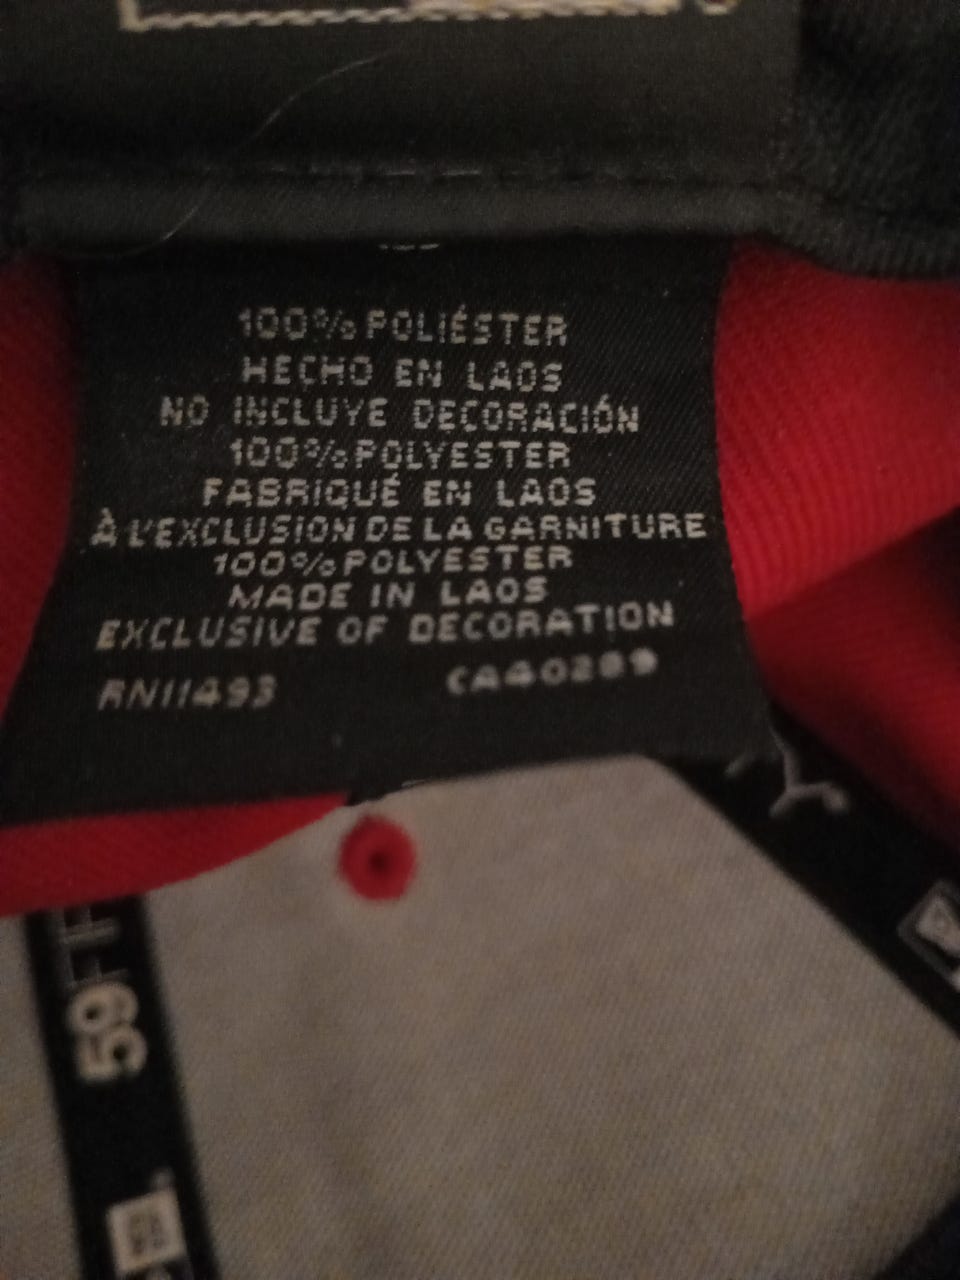 100% POLIÉSTER
HECHO EN LAOS
NO INCLUYE DECORACIÓN
100% POLYESTER
FABRIQUÉ EN LAOS
À L'EXCLUSION DE LA GARNITURE
100% POLYESTER
MADE IN LAOS
EXCLUSIVE OF DECORATION
RN11493 CA40289
Y
59F